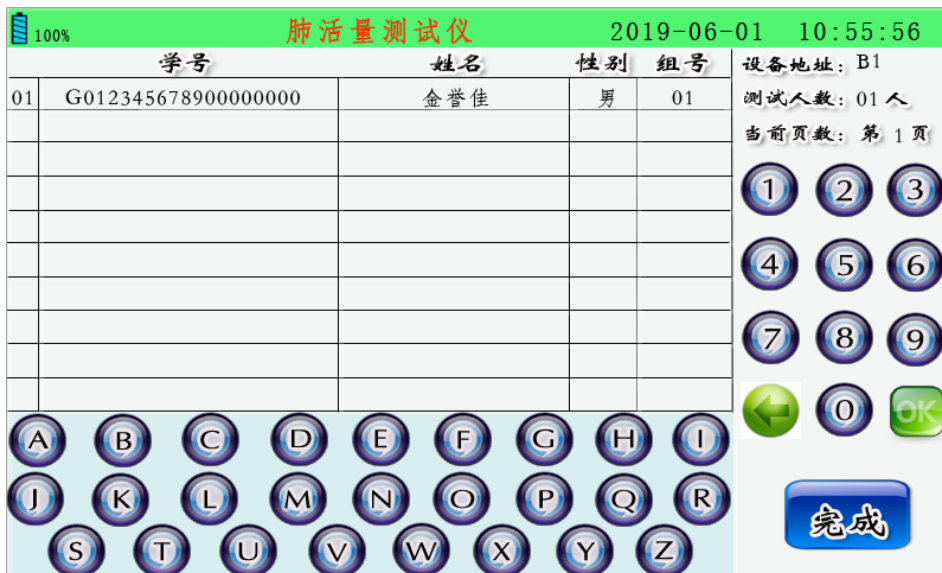 100% 肺活量测试仪 2019-06-01 10:55:56
学号 姓名 性别 组号 设备地址: B1
01 G012345678900000000 金誉佳 男 01 测试人数: 01 人
当前页数: 第 1 页
1 2 3
4 5 6
7 8 9
0 OK
A B C D E F G H I
J K L M N O P Q R
S T U V W X Y Z
完成